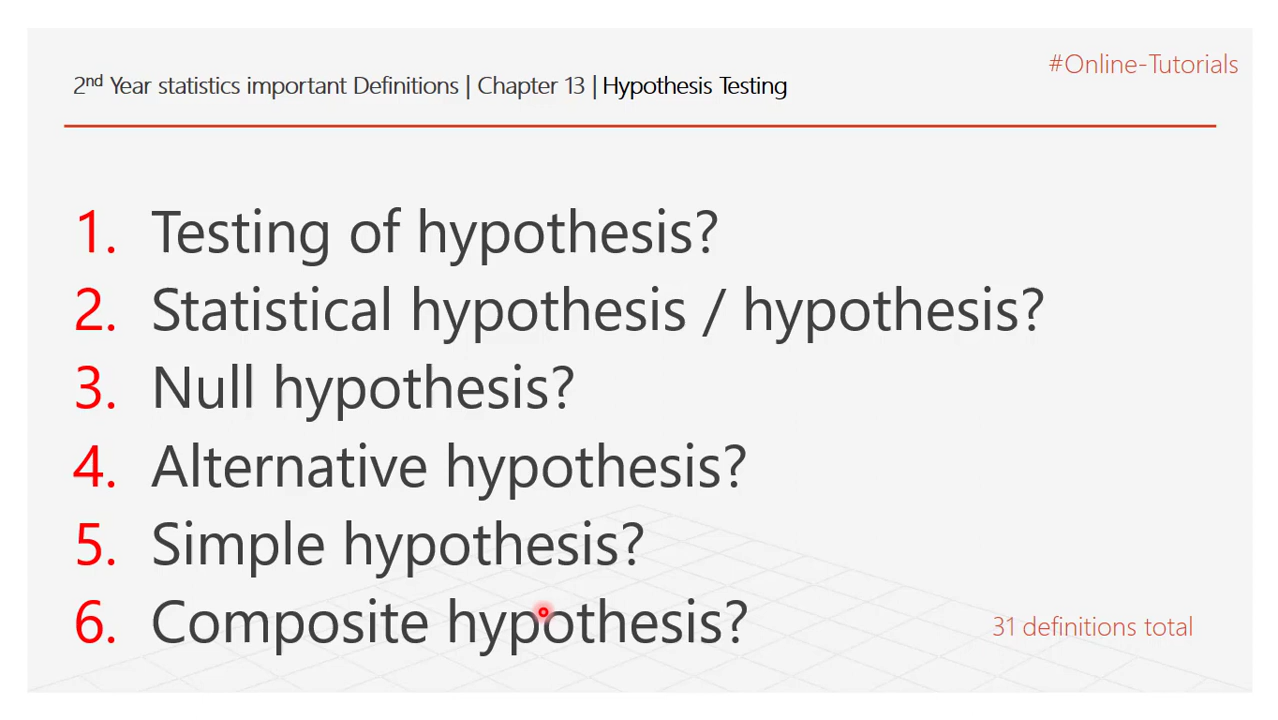 #Online-Tutorials
2nd Year statistics important Definitions | Chapter 13 | Hypothesis Testing
1. Testing of hypothesis?
2. Statistical hypothesis / hypothesis?
3. Null hypothesis?
4. Alternative hypothesis?
5. Simple hypothesis?
6. Composite hypothesis?
31 definitions total